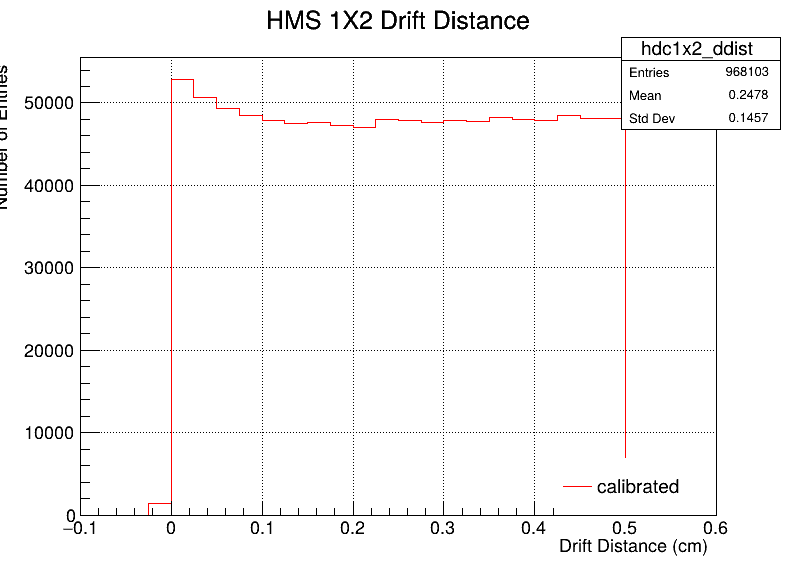 HMS 1X2 Drift Distance
hdc1x2_ddist
Entries 968103
Mean 0.2478
Std Dev 0.1457
Number of Entries
50000
40000
30000
20000
10000
0
calibrated
−0.1 0 0.1 0.2 0.3 0.4 0.5 0.6
Drift Distance (cm)